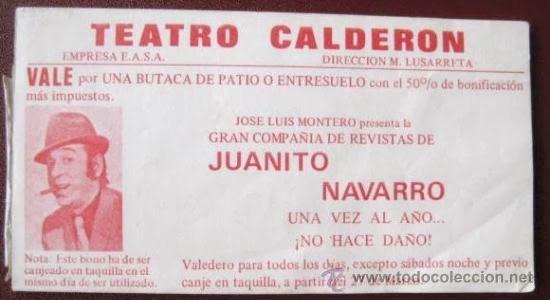 TEATRO CALDERON
EMPRESA E.A.S.A. DIRECCION M. LUSARRETA
VALE por UNA BUTACA DE PATIO O ENTRESUELO con el 50% de bonificación
más impuestos.
JOSE LUIS MONTERO presenta la
GRAN COMPAÑIA DE REVISTAS DE
JUANITO
NAVARRO
UNA VEZ AL AÑO...
¡NO HACE DAÑO!
Nota: Este bono ha de ser
canjeado en taquilla en el
mismo día de ser utilizado.
Valedero para todos los días, excepto sábados noche y previo
canje en taquilla, a partir
todocoleccion.net